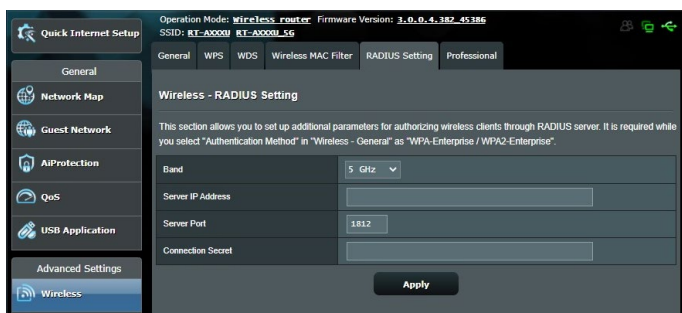 Quick Internet Setup
General
Network Map
Guest Network
AiProtection
QoS
USB Application
Advanced Settings
Wireless
Operation Mode: Wireless router Firmware Version: 3.0.0.4.382_45386
SSID: RT-AXXXU RT-AXXXU_5G
General WPS WDS Wireless MAC Filter RADIUS Setting Professional
Wireless - RADIUS Setting
This section allows you to set up additional parameters for authorizing wireless clients through RADIUS server. It is required while
you select "Authentication Method" in "Wireless - General" as "WPA-Enterprise / WPA2-Enterprise".
Band 5 GHz
Server IP Address
Server Port 1812
Connection Secret
Apply